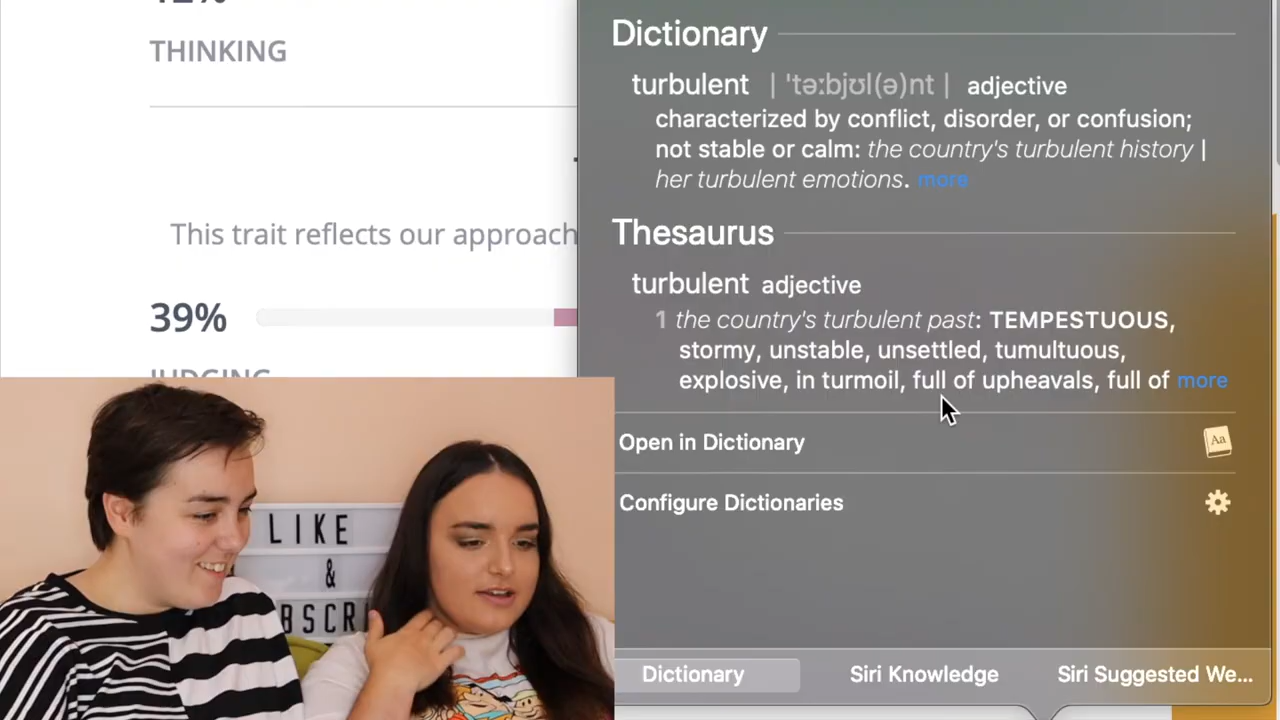 THINKING
This trait reflects our approach
39%
Dictionary
turbulent | ˈtəːbjʊl(ə)nt | adjective
characterized by conflict, disorder, or confusion;
not stable or calm: the country's turbulent history |
her turbulent emotions. more
Thesaurus
turbulent adjective
1 the country's turbulent past: TEMPESTUOUS,
stormy, unstable, unsettled, tumultuous,
explosive, in turmoil, full of upheavals, full of more
Open in Dictionary
Aa
Configure Dictionaries
Dictionary
Siri Knowledge
Siri Suggested We...
LIKE
&
BSCR